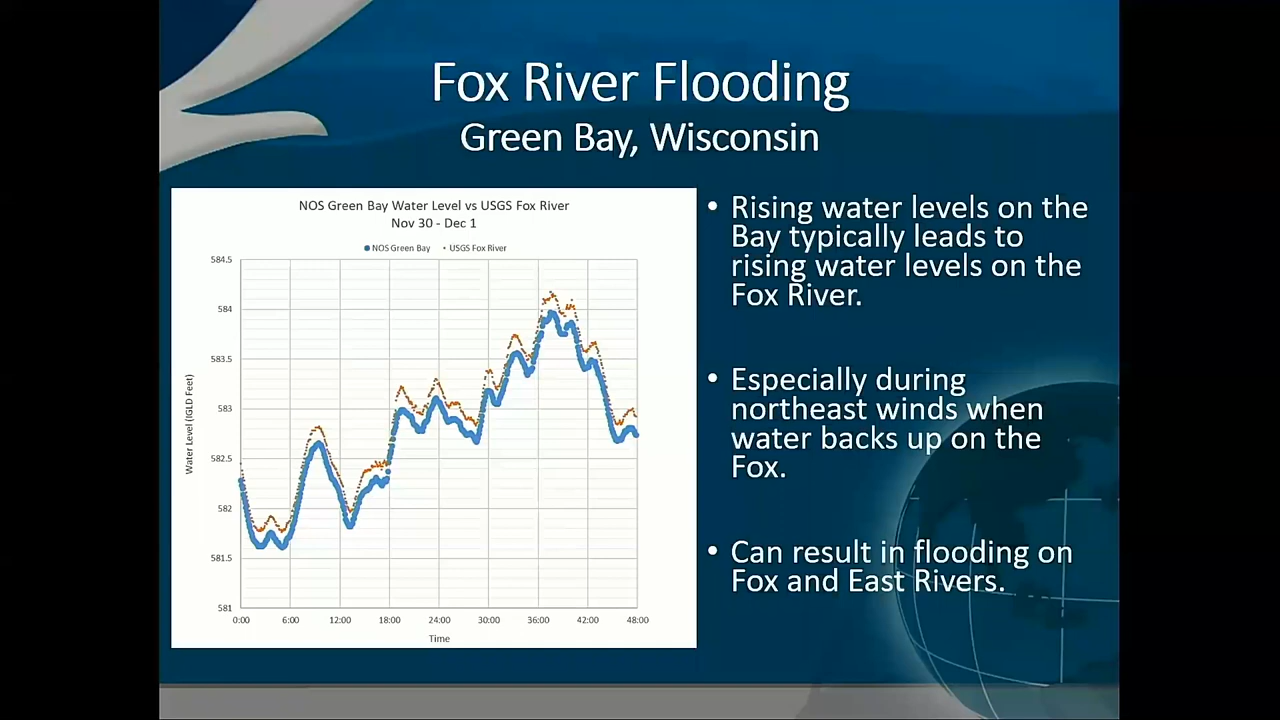 Fox River Flooding
Green Bay, Wisconsin
NOS Green Bay Water Level vs USGS Fox River
Nov 30 - Dec 1
NOS Green Bay USGS Fox River
584.5
584
583.5
583
582.5
582
581.5
581
Water Level (IGLD Feet)
0:00 6:00 12:00 18:00 24:00 30:00 36:00 42:00 48:00
Time
• Rising water levels on the
Bay typically leads to
rising water levels on the
Fox River.
• Especially during
northeast winds when
water backs up on the
Fox.
• Can result in flooding on
Fox and East Rivers.